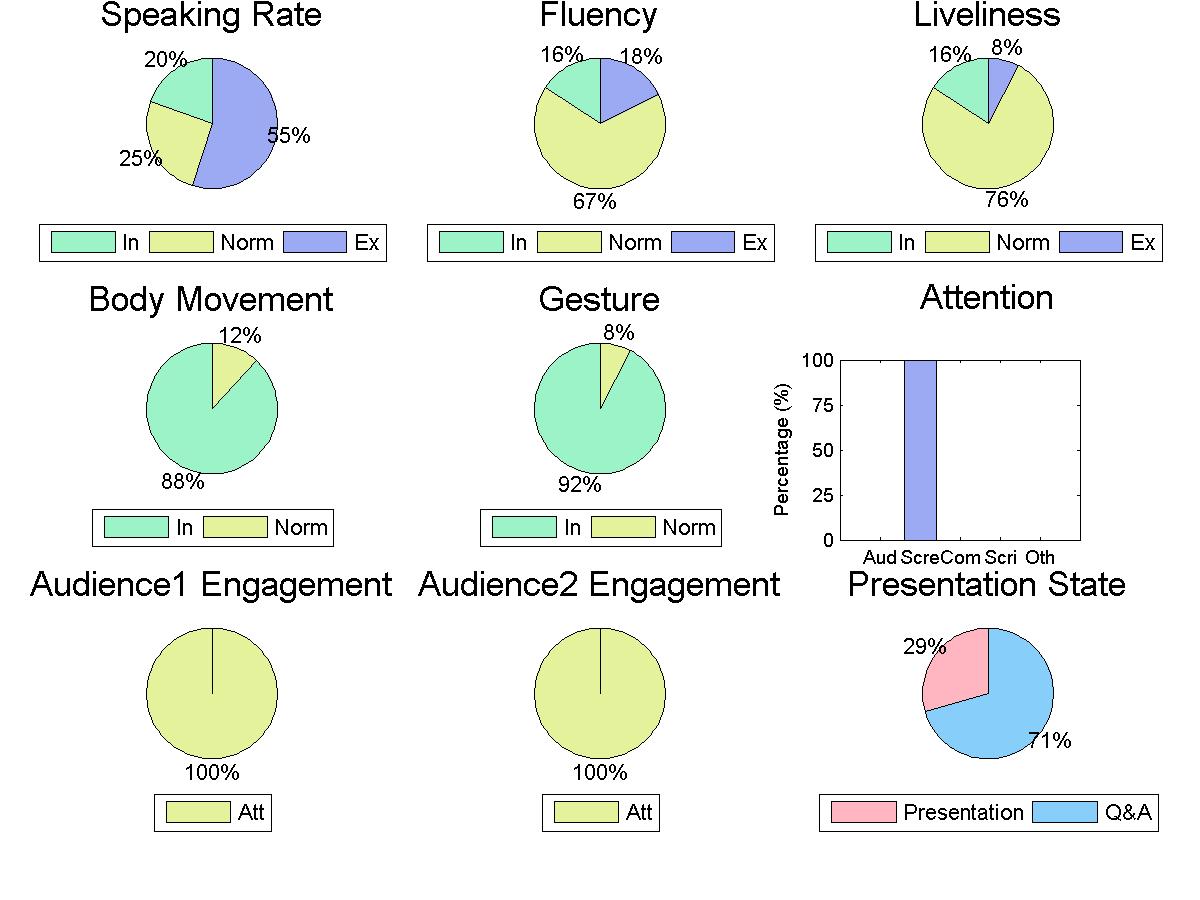 Speaking Rate
20%
55%
25%
In Norm Ex
Fluency
16% 18%
67%
In Norm Ex
Liveliness
16% 8%
76%
In Norm Ex
Body Movement
12%
88%
In Norm
Gesture
8%
92%
In Norm
Attention
Percentage (%)
100
75
50
25
0
Aud Scre Com Scri Oth
Audience1 Engagement
100%
Att
Audience2 Engagement
100%
Att
Presentation State
29%
71%
Presentation Q&A